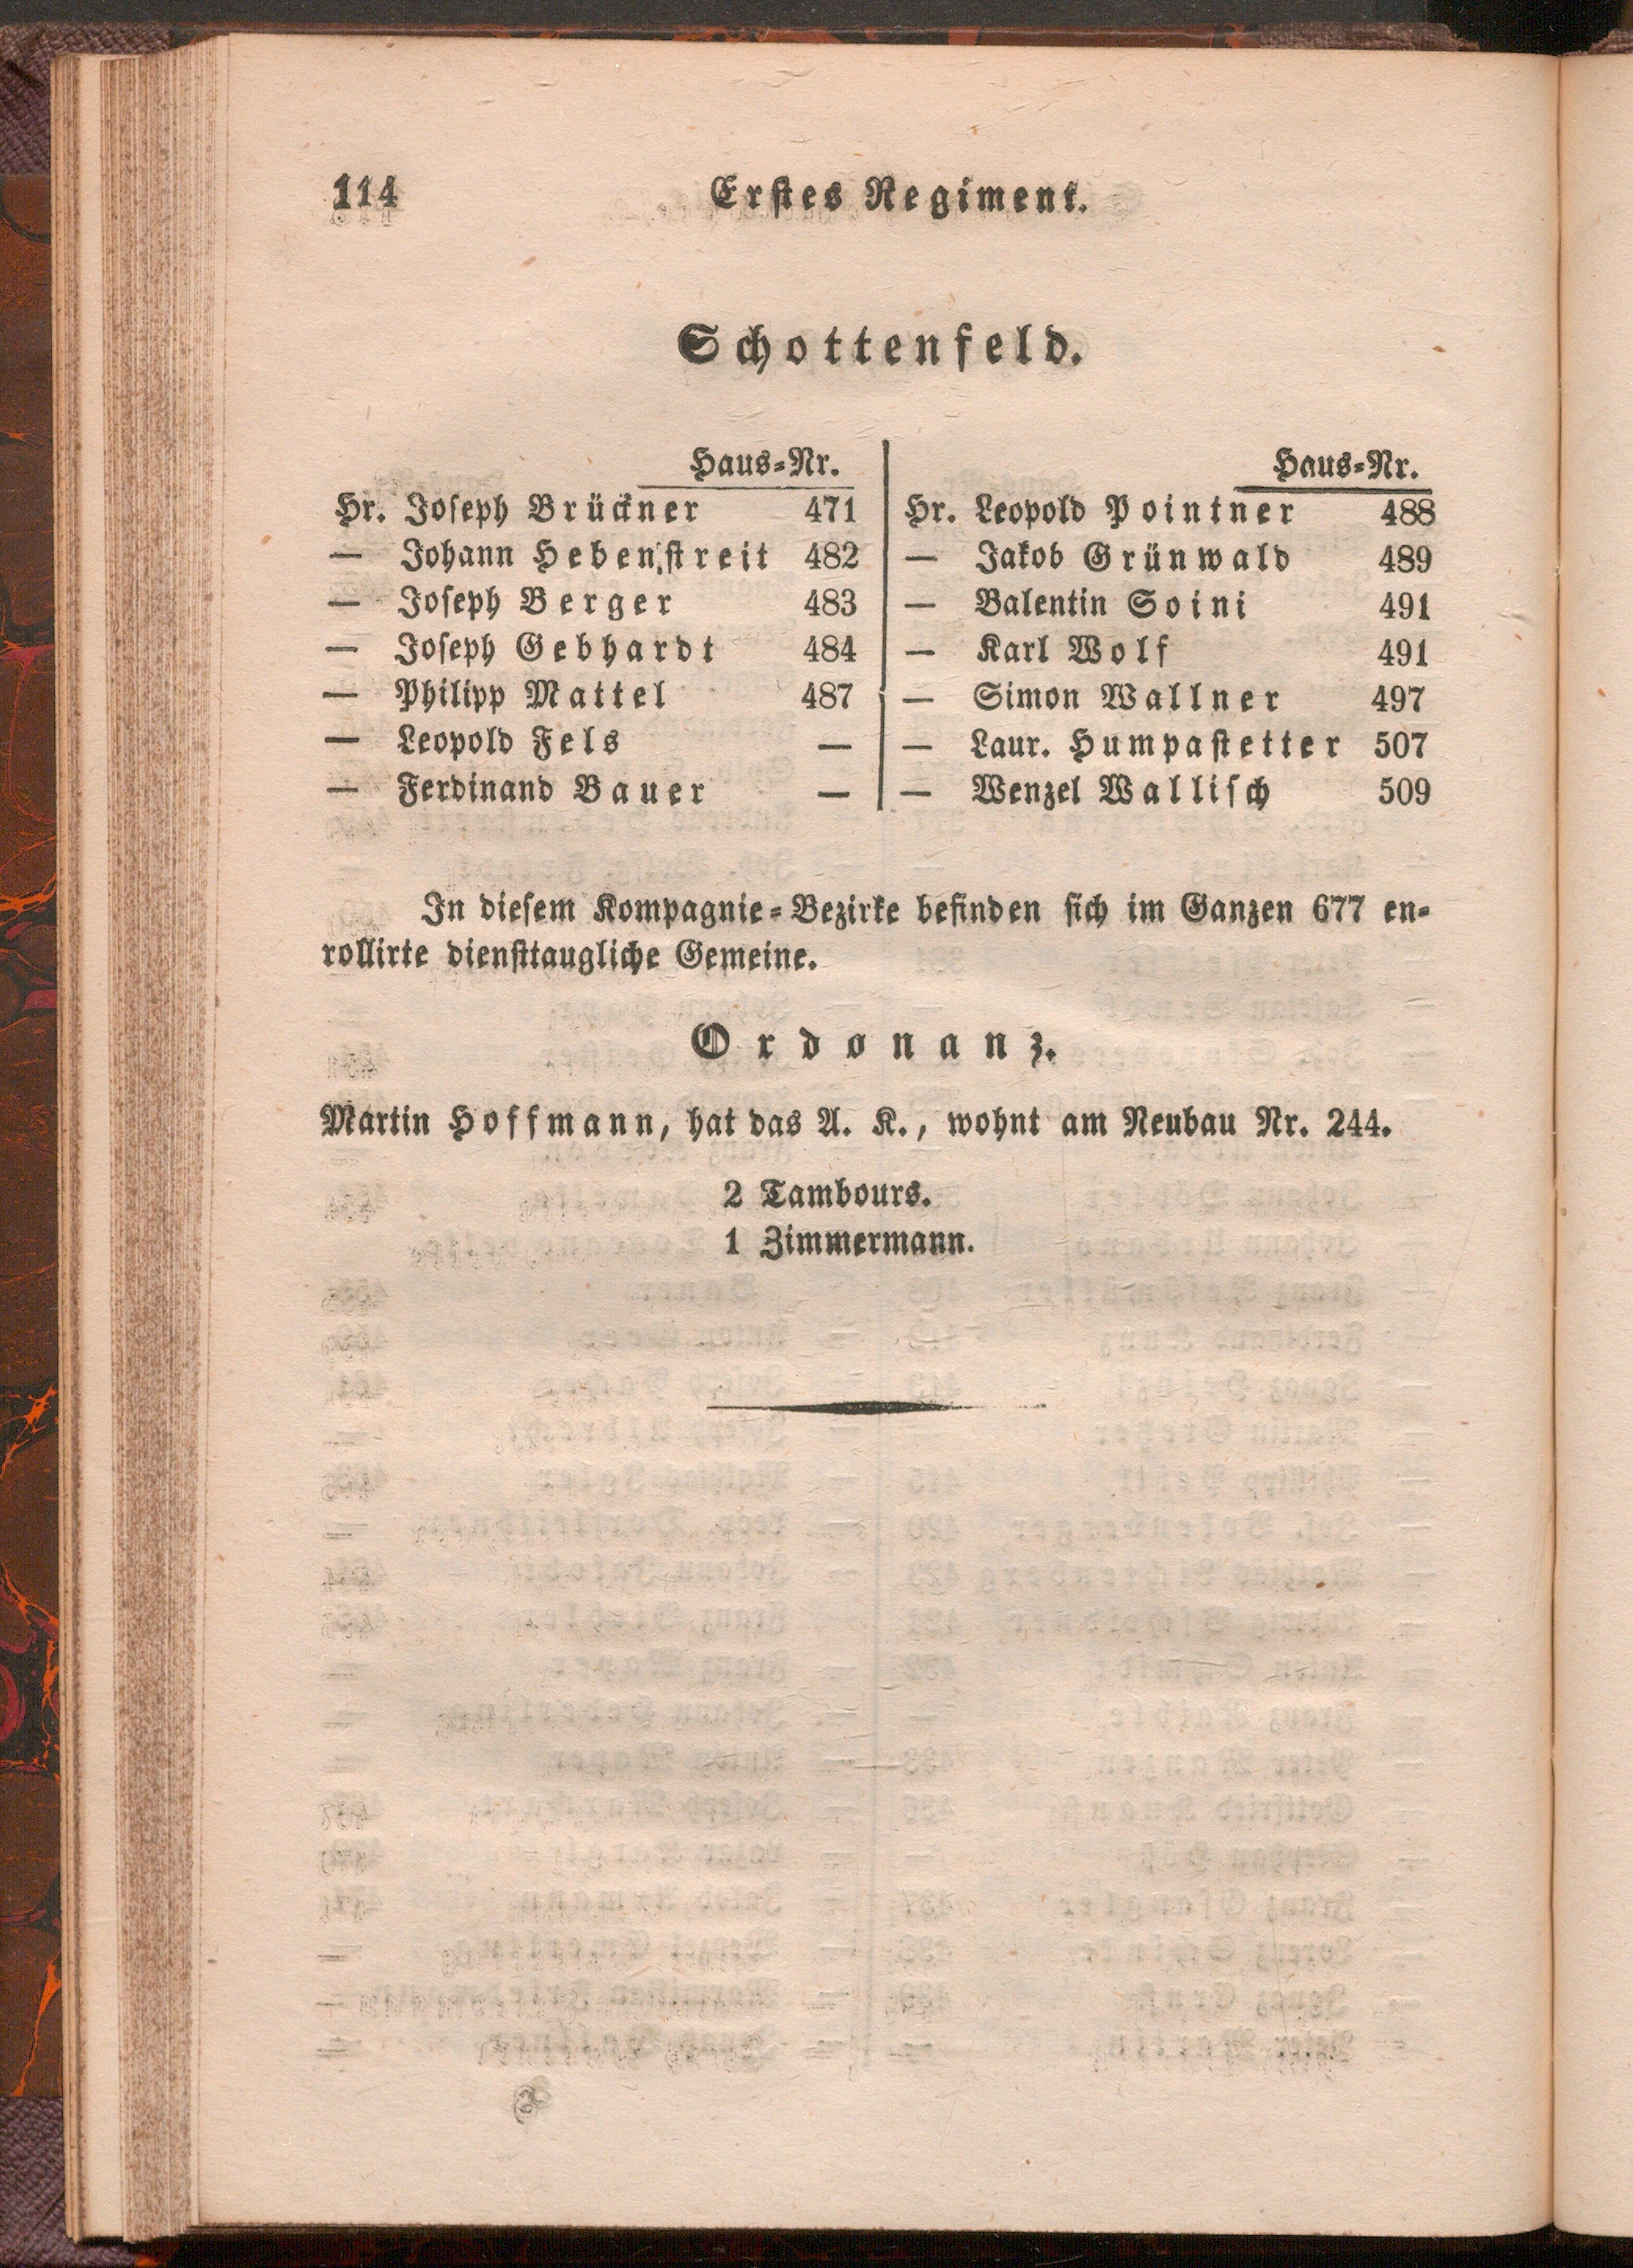 114
Erstes Regiment.
Schottenfeld.
Haus-Nr.
Hr. Joseph Brückner 471
— Johann Hebenstreit 482
— Joseph Berger 483
— Joseph Gebhardt 484
— Philipp Mattel 487
— Leopold Fels —
— Ferdinand Bauer —
Haus-Nr.
Hr. Leopold Pointner 488
— Jakob Grünwald 489
— Valentin Soini 491
— Karl Wolf 491
— Simon Wallner 497
— Laur. Humpastetter 507
— Wenzel Wallisch 509
In diesem Kompagnie-Bezirke befinden sich im Ganzen 677 en-
rollirte diensttaugliche Gemeine.
Ordonanz.
Martin Hoffmann, hat das A. K., wohnt am Neubau Nr. 244.
2 Tambours.
1 Zimmermann.